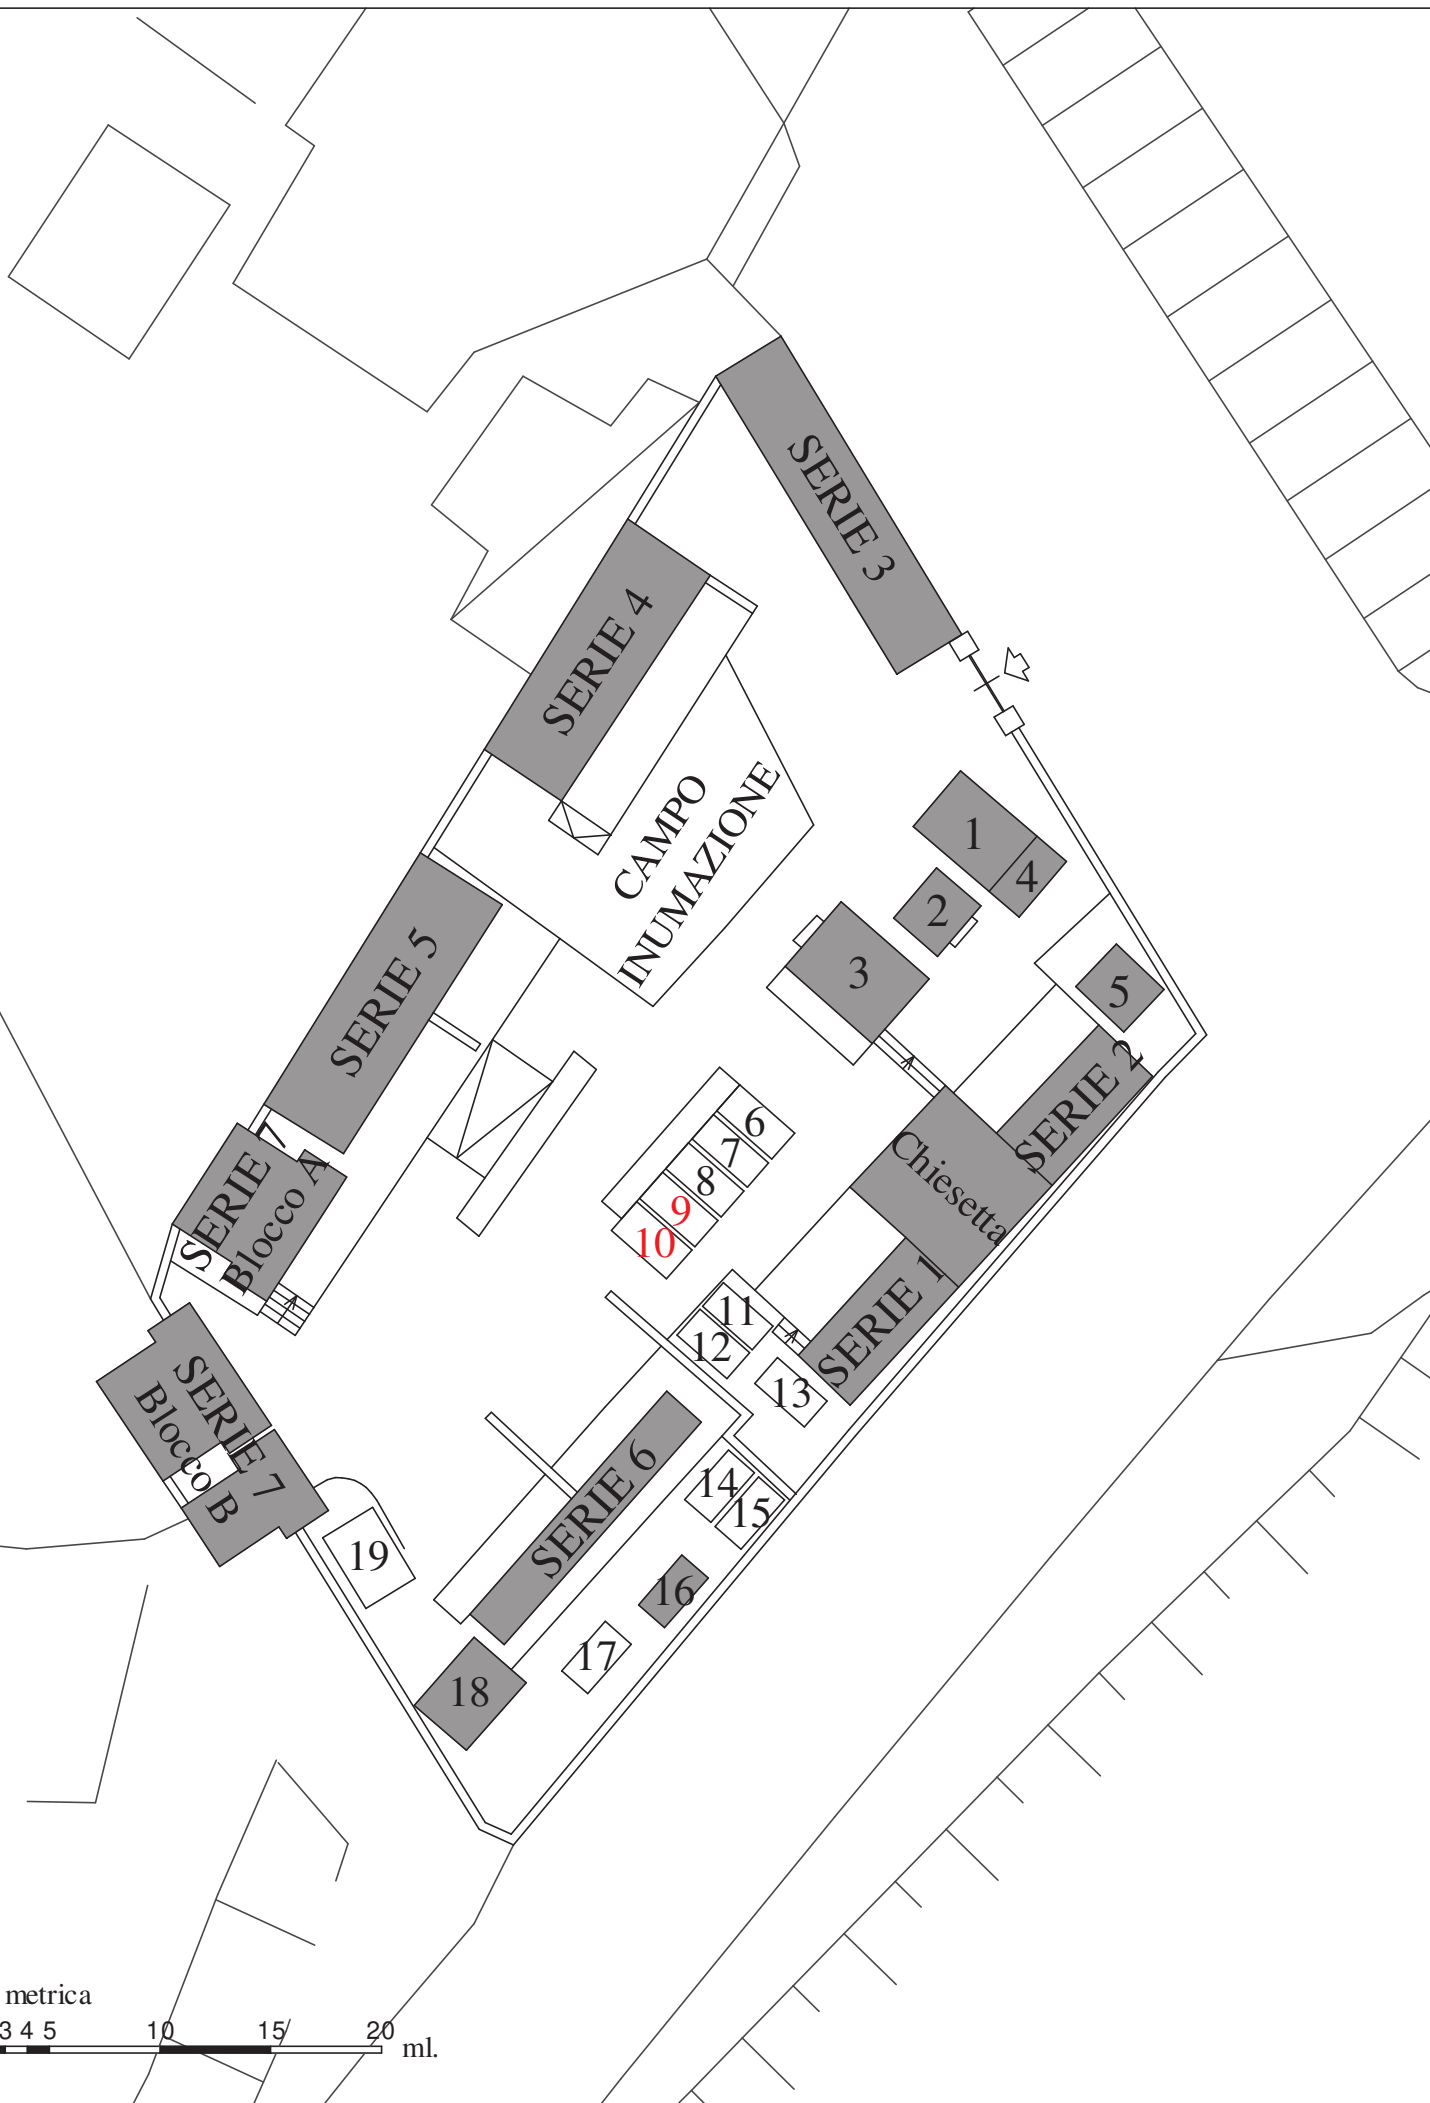 SERIE 3
SERIE 4
CAMPO
INUMAZIONE
1
4
2
3
5
SERIE 5
SERIE 2
Chiesetta
6
7
8
9
10
SERIE 7
Blocco A
11
12
SERIE 1
13
SERIE 7
Blocco B
SERIE 6
14
15
19
16
17
18
metrica
3 4 5 10 15 20
ml.